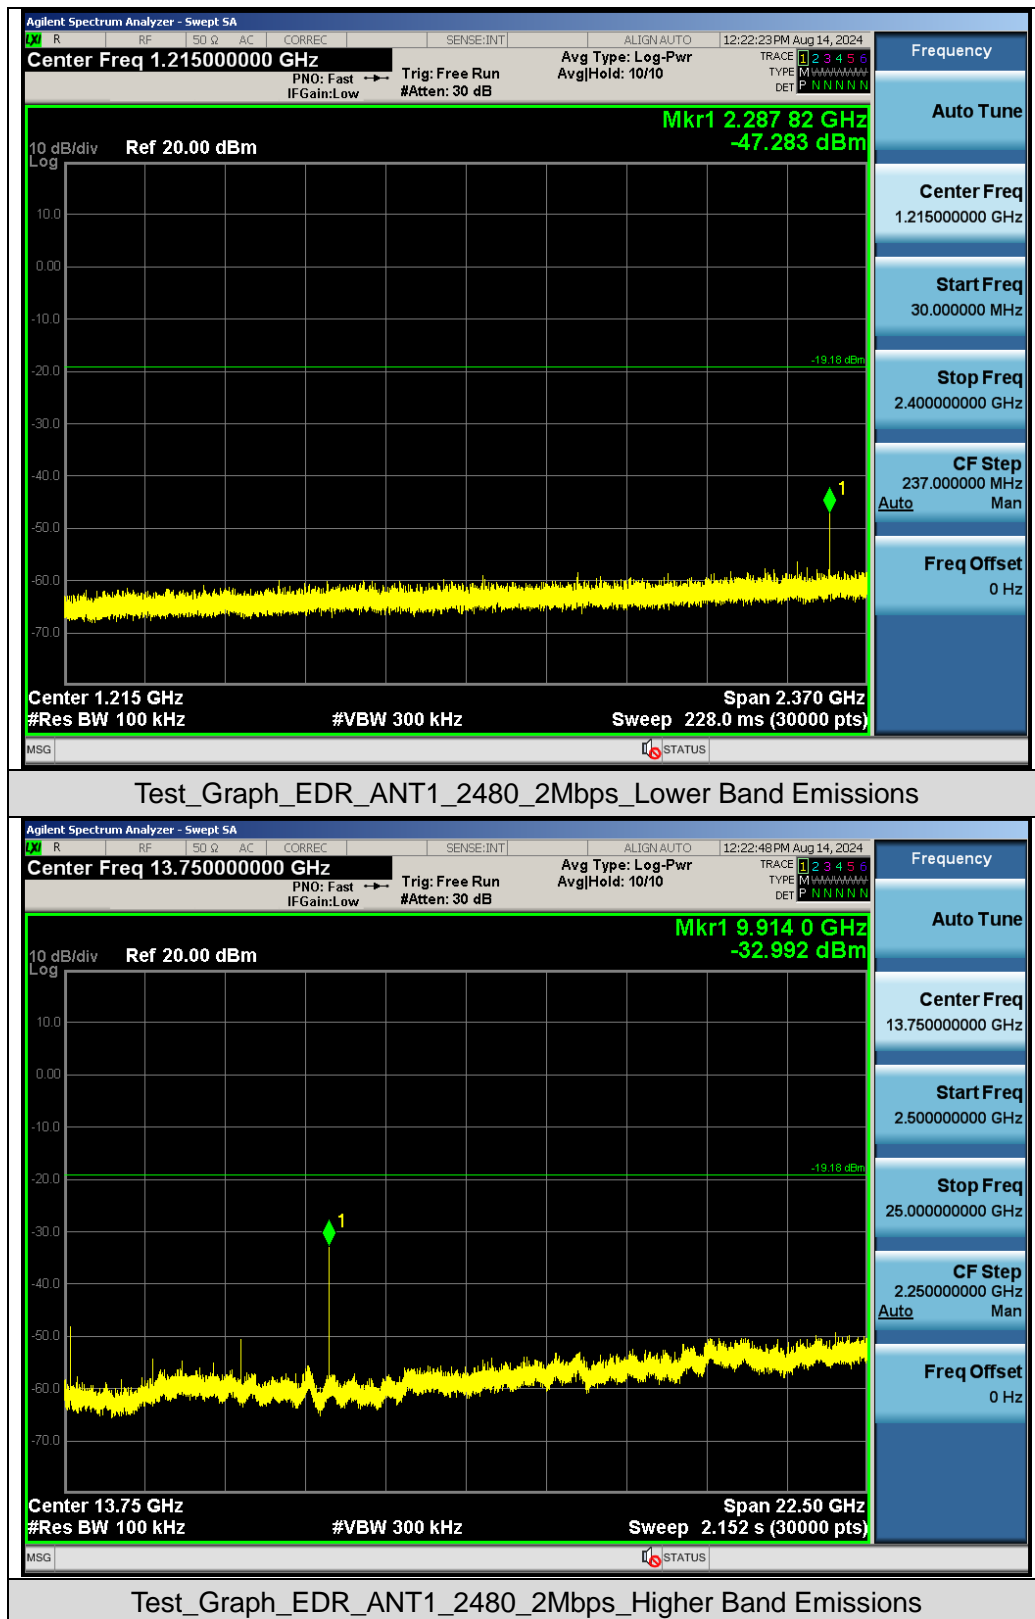 Agilent Spectrum Analyzer - Swept SA
LXI R RF 50 Ω AC CORREC SENSE:INT ALIGN AUTO 12:22:23 PM Aug 14, 2024
Center Freq 1.215000000 GHz
PNO: Fast
IFGain:Low
Trig: Free Run
#Atten: 30 dB
Avg Type: Log-Pwr
Avg|Hold: 10/10
TRACE 1 2 3 4 5 6
TYPE M WWWWW
DET P N N N N N
Mkr1 2.287 82 GHz
-47.283 dBm
10 dB/div Ref 20.00 dBm
Log
10.0
0.00
-10.0
-19.18 dBm
-20.0
-30.0
-40.0
1
-50.0
-60.0
-70.0
Center 1.215 GHz Span 2.370 GHz
#Res BW 100 kHz #VBW 300 kHz Sweep 228.0 ms (30000 pts)
MSG STATUS
Frequency
Auto Tune
Center Freq
1.215000000 GHz
Start Freq
30.000000 MHz
Stop Freq
2.400000000 GHz
CF Step
237.000000 MHz
Auto Man
Freq Offset
0 Hz
Test_Graph_EDR_ANT1_2480_2Mbps_Lower Band Emissions
Agilent Spectrum Analyzer - Swept SA
LXI R RF 50 Ω AC CORREC SENSE:INT ALIGN AUTO 12:22:48 PM Aug 14, 2024
Center Freq 13.750000000 GHz
PNO: Fast
IFGain:Low
Trig: Free Run
#Atten: 30 dB
Avg Type: Log-Pwr
Avg|Hold: 10/10
TRACE 1 2 3 4 5 6
TYPE M WWWWW
DET P N N N N N
Mkr1 9.914 0 GHz
-32.992 dBm
10 dB/div Ref 20.00 dBm
Log
10.0
0.00
-10.0
-19.18 dBm
-20.0
1
-30.0
-40.0
-50.0
-60.0
-70.0
Center 13.75 GHz Span 22.50 GHz
#Res BW 100 kHz #VBW 300 kHz Sweep 2.152 s (30000 pts)
MSG STATUS
Frequency
Auto Tune
Center Freq
13.750000000 GHz
Start Freq
2.500000000 GHz
Stop Freq
25.000000000 GHz
CF Step
2.250000000 GHz
Auto Man
Freq Offset
0 Hz
Test_Graph_EDR_ANT1_2480_2Mbps_Higher Band Emissions